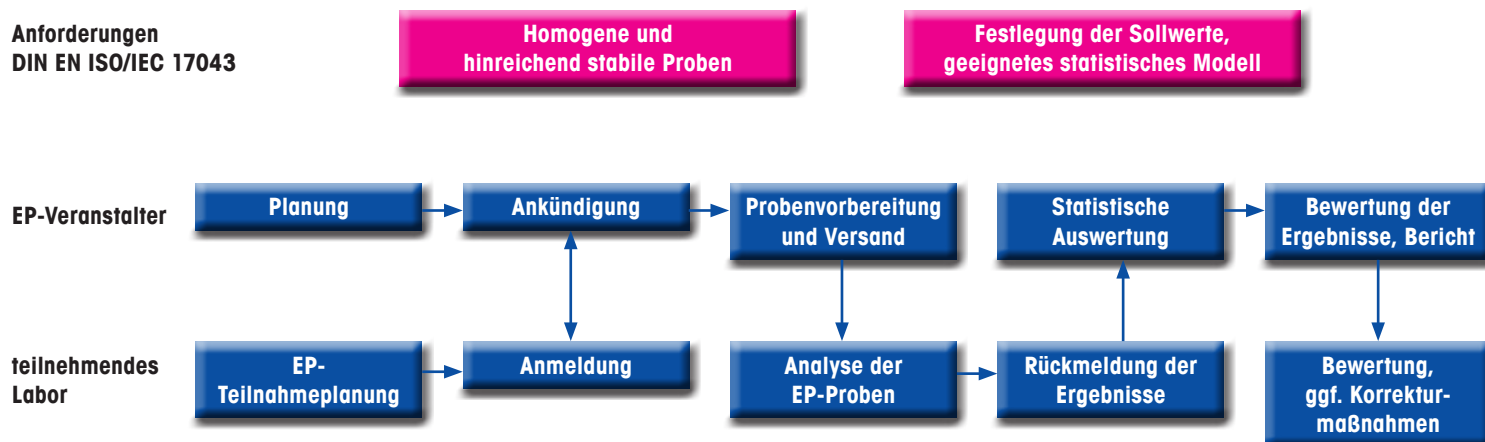 Anforderungen
DIN EN ISO/IEC 17043
Homogene und
hinreichend stabile Proben
Festlegung der Sollwerte,
geeignetes statistisches Modell
EP-Veranstalter
Planung
Ankündigung
Probenvorbereitung
und Versand
Statistische
Auswertung
Bewertung der
Ergebnisse, Bericht
teilnehmendes
Labor
EP-
Teilnahmeplanung
Anmeldung
Analyse der
EP-Proben
Rückmeldung der
Ergebnisse
Bewertung,
ggf. Korrektur-
maßnahmen